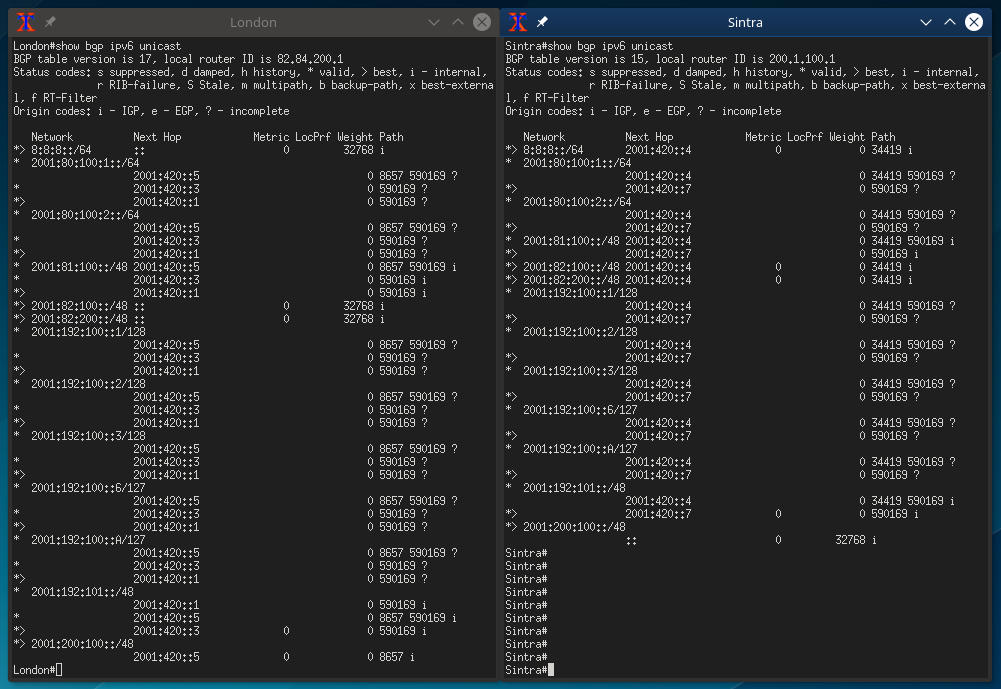 London
London#show bgp ipv6 unicast
BGP table version is 17, local router ID is 82.84.200.1
Status codes: s suppressed, d damped, h history, * valid, > best, i - internal,
              r RIB-failure, S Stale, m multipath, b backup-path, x best-externa
l, f RT-Filter
Origin codes: i - IGP, e - EGP, ? - incomplete
   Network          Next Hop            Metric LocPrf Weight Path
*> 8:8:8::/64       ::                       0         32768 i
*  2001:80:100:1::/64
                    2001:420::5                            0 8657 590169 ?
*                   2001:420::3                            0 590169 ?
*>                  2001:420::1                            0 590169 ?
*  2001:80:100:2::/64
                    2001:420::5                            0 8657 590169 ?
*                   2001:420::3                            0 590169 ?
*>                  2001:420::1                            0 590169 ?
*  2001:81:100::/48 2001:420::5                            0 8657 590169 i
*                   2001:420::3                            0 590169 i
*>                  2001:420::1                            0 590169 i
*> 2001:82:100::/48 ::                       0         32768 i
*> 2001:82:200::/48 ::                       0         32768 i
*  2001:192:100::1/128
                    2001:420::5                            0 8657 590169 ?
*                   2001:420::3                            0 590169 ?
*>                  2001:420::1                            0 590169 ?
*  2001:192:100::2/128
                    2001:420::5                            0 8657 590169 ?
*                   2001:420::3                            0 590169 ?
*>                  2001:420::1                            0 590169 ?
*  2001:192:100::3/128
                    2001:420::5                            0 8657 590169 ?
*                   2001:420::3                            0 590169 ?
*>                  2001:420::1                            0 590169 ?
*  2001:192:100::6/127
                    2001:420::5                            0 8657 590169 ?
*                   2001:420::3                            0 590169 ?
*>                  2001:420::1                            0 590169 ?
*  2001:192:100::A/127
                    2001:420::5                            0 8657 590169 ?
*                   2001:420::3                            0 590169 ?
*>                  2001:420::1                            0 590169 ?
*  2001:192:101::/48
                    2001:420::1                            0 590169 i
*                   2001:420::5                            0 8657 590169 i
*>                  2001:420::3              0             0 590169 i
*> 2001:200:100::/48
                    2001:420::5              0             0 8657 i
London#
Sintra
Sintra#show bgp ipv6 unicast
BGP table version is 15, local router ID is 200.1.100.1
Status codes: s suppressed, d damped, h history, * valid, > best, i - internal,
              r RIB-failure, S Stale, m multipath, b backup-path, x best-externa
l, f RT-Filter
Origin codes: i - IGP, e - EGP, ? - incomplete
   Network          Next Hop            Metric LocPrf Weight Path
*> 8:8:8::/64       2001:420::4              0             0 34419 i
*  2001:80:100:1::/64
                    2001:420::4                            0 34419 590169 ?
*>                  2001:420::7                            0 590169 ?
*  2001:80:100:2::/64
                    2001:420::4                            0 34419 590169 ?
*>                  2001:420::7                            0 590169 ?
*  2001:81:100::/48 2001:420::4                            0 34419 590169 i
*>                  2001:420::7                            0 590169 i
*> 2001:82:100::/48 2001:420::4              0             0 34419 i
*> 2001:82:200::/48 2001:420::4              0             0 34419 i
*  2001:192:100::1/128
                    2001:420::4                            0 34419 590169 ?
*>                  2001:420::7                            0 590169 ?
*  2001:192:100::2/128
                    2001:420::4                            0 34419 590169 ?
*>                  2001:420::7                            0 590169 ?
*  2001:192:100::3/128
                    2001:420::4                            0 34419 590169 ?
*>                  2001:420::7                            0 590169 ?
*  2001:192:100::6/127
                    2001:420::4                            0 34419 590169 ?
*>                  2001:420::7                            0 590169 ?
*  2001:192:100::A/127
                    2001:420::4                            0 34419 590169 ?
*>                  2001:420::7                            0 590169 ?
*  2001:192:101::/48
                    2001:420::4                            0 34419 590169 i
*>                  2001:420::7              0             0 590169 i
*> 2001:200:100::/48
                    ::                       0         32768 i
Sintra#
Sintra#
Sintra#
Sintra#
Sintra#
Sintra#
Sintra#
Sintra#
Sintra#
Sintra#